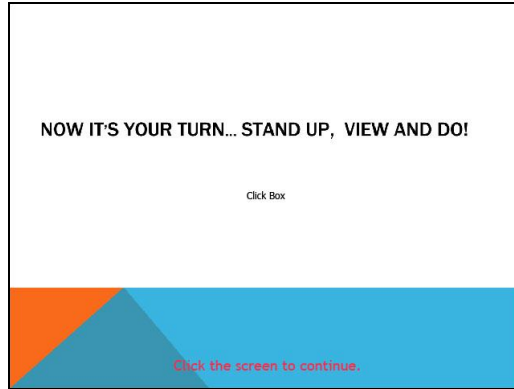 NOW IT'S YOUR TURN... STAND UP, VIEW AND DO!
Click Box
Click the screen to continue.